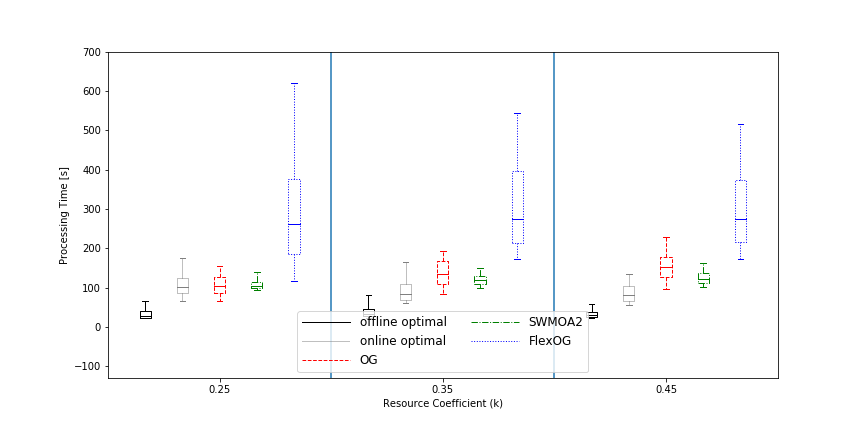 700
600
500
400
300
200
100
0
−100
Processing Time [s]
offline optimal
online optimal
OG
SWMOA2
FlexOG
0.25
0.35
0.45
Resource Coefficient (k)